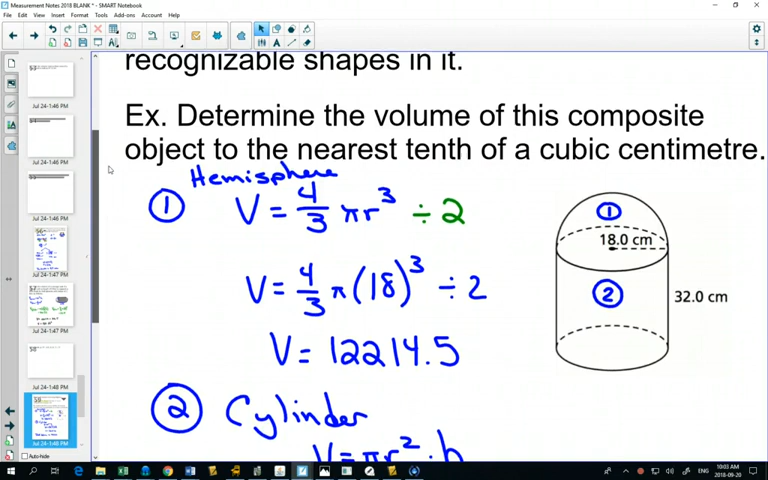 Measurement Notes 2018 BLANK * - SMART Notebook
File Edit View Insert Format Tools Add-ons Account Help
Jul 24-1:46 PM
Jul 24-1:46 PM
Jul 24-1:46 PM
Jul 24-1:46 PM
Jul 24-1:47 PM
Jul 24-1:48 PM
Jul 24-1:48 PM
Auto-hide
recognizable shapes in it.
Ex. Determine the volume of this composite
object to the nearest tenth of a cubic centimetre.
Hemisphere
① V = 4/3 πr³ ÷ 2
V = 4/3 π(18)³ ÷ 2
V = 12214.5
② Cylinder
V = πr² · h
①
18.0 cm
②
32.0 cm
ENG
10:03 AM
2018-09-20